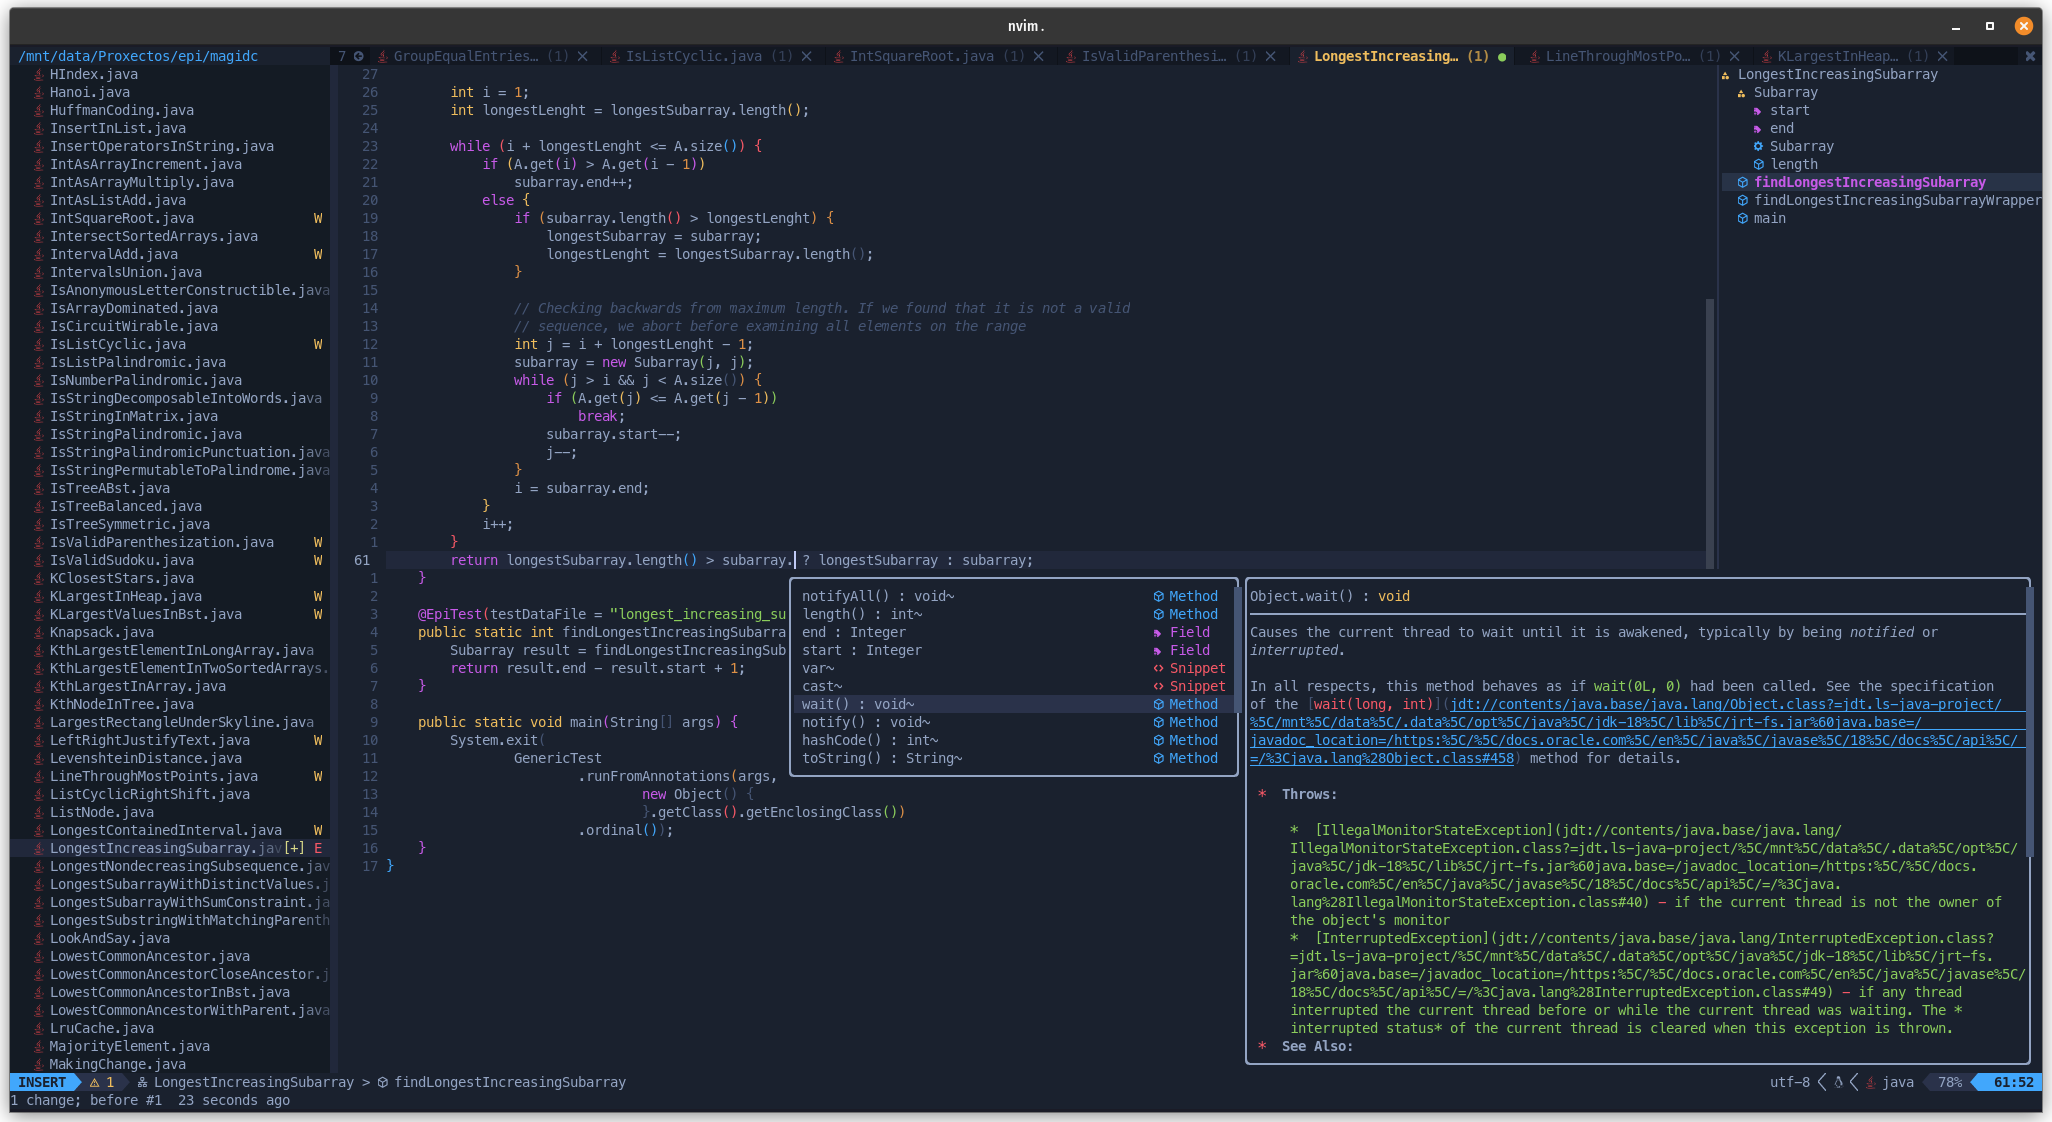 nvim .
/mnt/data/Proxectos/epi/magidc
7 GroupEqualEntries… (1) IsListCyclic.java (1) IntSquareRoot.java (1) IsValidParenthesi… (1) LongestIncreasing… (1) LineThroughMostPo… (1) KLargestInHeap… (1)
HIndex.java
Hanoi.java
HuffmanCoding.java
InsertInList.java
InsertOperatorsInString.java
IntAsArrayIncrement.java
IntAsArrayMultiply.java
IntAsListAdd.java
IntSquareRoot.java W
IntersectSortedArrays.java
IntervalAdd.java W
IntervalsUnion.java
IsAnonymousLetterConstructible.java
IsArrayDominated.java
IsCircuitWirable.java
IsListCyclic.java W
IsListPalindromic.java
IsNumberPalindromic.java
IsStringDecomposableIntoWords.java
IsStringInMatrix.java
IsStringPalindromic.java
IsStringPalindromicPunctuation.java
IsStringPermutableToPalindrome.java
IsTreeABst.java
IsTreeBalanced.java
IsTreeSymmetric.java
IsValidParenthesization.java W
IsValidSudoku.java W
KClosestStars.java
KLargestInHeap.java W
KLargestValuesInBst.java W
Knapsack.java
KthLargestElementInLongArray.java
KthLargestElementInTwoSortedArrays.
KthLargestInArray.java
KthNodeInTree.java
LargestRectangleUnderSkyline.java
LeftRightJustifyText.java W
LevenshteinDistance.java
LineThroughMostPoints.java W
ListCyclicRightShift.java
ListNode.java
LongestContainedInterval.java W
LongestIncreasingSubarray.jav[+] E
LongestNondecreasingSubsequence.jav
LongestSubarrayWithDistinctValues.j
LongestSubarrayWithSumConstraint.ja
LongestSubstringWithMatchingParenth
LookAndSay.java
LowestCommonAncestor.java
LowestCommonAncestorCloseAncestor.j
LowestCommonAncestorInBst.java
LowestCommonAncestorWithParent.java
LruCache.java
MajorityElement.java
MakingChange.java
27
26 int i = 1;
25 int longestLenght = longestSubarray.length();
24
23 while (i + longestLenght <= A.size()) {
22 if (A.get(i) > A.get(i - 1))
21 subarray.end++;
20 else {
19 if (subarray.length() > longestLenght) {
18 longestSubarray = subarray;
17 longestLenght = longestSubarray.length();
16 }
15
14 // Checking backwards from maximum length. If we found that it is not a valid
13 // sequence, we abort before examining all elements on the range
12 int j = i + longestLenght - 1;
11 subarray = new Subarray(j, j);
10 while (j > i && j < A.size()) {
9 if (A.get(j) <= A.get(j - 1))
8 break;
7 subarray.start--;
6 j--;
5 }
4 i = subarray.end;
3 }
2 i++;
1 }
61 return longestSubarray.length() > subarray. ? longestSubarray : subarray;
1 }
2
3 @EpiTest(testDataFile = "longest_increasing_su
4 public static int findLongestIncreasingSubarra
5 Subarray result = findLongestIncreasingSub
6 return result.end - result.start + 1;
7 }
8
9 public static void main(String[] args) {
10 System.exit(
11 GenericTest
12 .runFromAnnotations(args,
13 new Object() {
14 }.getClass().getEnclosingClass())
15 .ordinal());
16 }
17 }
notifyAll() : void~ Method
length() : int~ Method
end : Integer Field
start : Integer Field
var~ Snippet
cast~ Snippet
wait() : void~ Method
notify() : void~ Method
hashCode() : int~ Method
toString() : String~ Method
LongestIncreasingSubarray
Subarray
start
end
Subarray
length
findLongestIncreasingSubarray
findLongestIncreasingSubarrayWrapper
main
Object.wait() : void
Causes the current thread to wait until it is awakened, typically by being notified or
interrupted.
In all respects, this method behaves as if wait(0L, 0) had been called. See the specification
of the [wait(long, int)](jdt://contents/java.base/java.lang/Object.class?=jdt.ls-java-project/
%5C/mnt%5C/data%5C/.data%5C/opt%5C/java%5C/jdk-18%5C/lib%5C/jrt-fs.jar%60java.base=/
javadoc_location=/https:%5C/%5C/docs.oracle.com%5C/en%5C/java%5C/javase%5C/18%5C/docs%5C/api%5C/
=/%3Cjava.lang%28Object.class#458) method for details.
* Throws:
* [IllegalMonitorStateException](jdt://contents/java.base/java.lang/
IllegalMonitorStateException.class?=jdt.ls-java-project/%5C/mnt%5C/data%5C/.data%5C/opt%5C/
java%5C/jdk-18%5C/lib%5C/jrt-fs.jar%60java.base=/javadoc_location=/https:%5C/%5C/docs.
oracle.com%5C/en%5C/java%5C/javase%5C/18%5C/docs%5C/api%5C/=/%3Cjava.
lang%28IllegalMonitorStateException.class#40) – if the current thread is not the owner of
the object's monitor
* [InterruptedException](jdt://contents/java.base/java.lang/InterruptedException.class?
=jdt.ls-java-project/%5C/mnt%5C/data%5C/.data%5C/opt%5C/java%5C/jdk-18%5C/lib%5C/jrt-fs.
jar%60java.base=/javadoc_location=/https:%5C/%5C/docs.oracle.com%5C/en%5C/java%5C/javase%5C/
18%5C/docs%5C/api%5C/=/%3Cjava.lang%28InterruptedException.class#49) – if any thread
interrupted the current thread before or while the current thread was waiting. The *
interrupted status* of the current thread is cleared when this exception is thrown.
* See Also:
INSERT 1 LongestIncreasingSubarray > findLongestIncreasingSubarray utf-8 java 78% 61:52
1 change; before #1 23 seconds ago